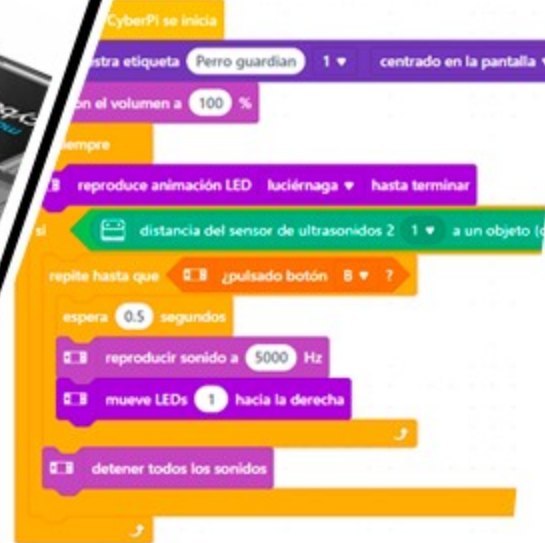 CyberPi se inicia
etiqueta Perro guardian 1 centrado en la pantalla
el volumen a 100 %
reproduce animación LED luciérnaga hasta terminar
si distancia del sensor de ultrasonidos 2 1 a un objeto
repite hasta que ¿pulsado botón B ?
espera 0.5 segundos
reproducir sonido a 5000 Hz
mueve LEDs 1 hacia la derecha
detener todos los sonidos